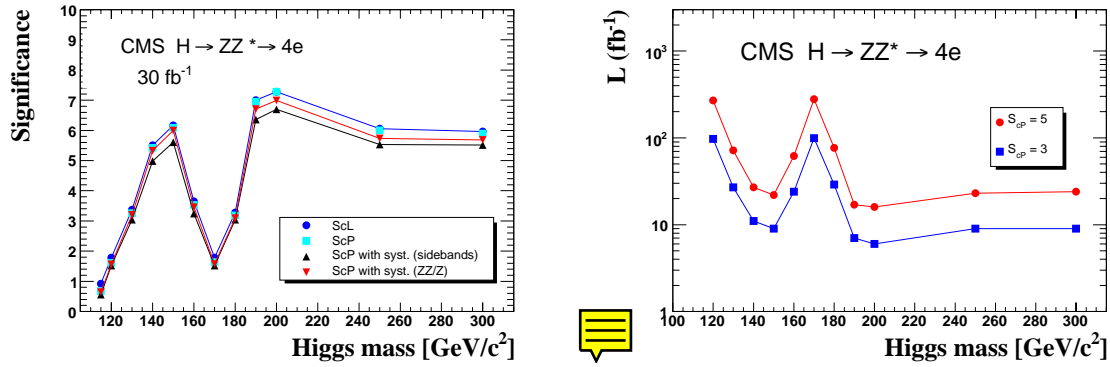 Significance
10
9
8
7
6
5
4
3
2
1
0
CMS H → ZZ * → 4e
30 fb-1
ScL
ScP
ScP with syst. (sidebands)
ScP with syst. (ZZ/Z)
120 140 160 180 200 220 240 260 280 300
Higgs mass [GeV/c2]
L (fb-1)
103
102
10
1
CMS H → ZZ* → 4e
ScP = 5
ScP = 3
100 120 140 160 180 200 220 240 260 280 300
Higgs mass [GeV/c2]